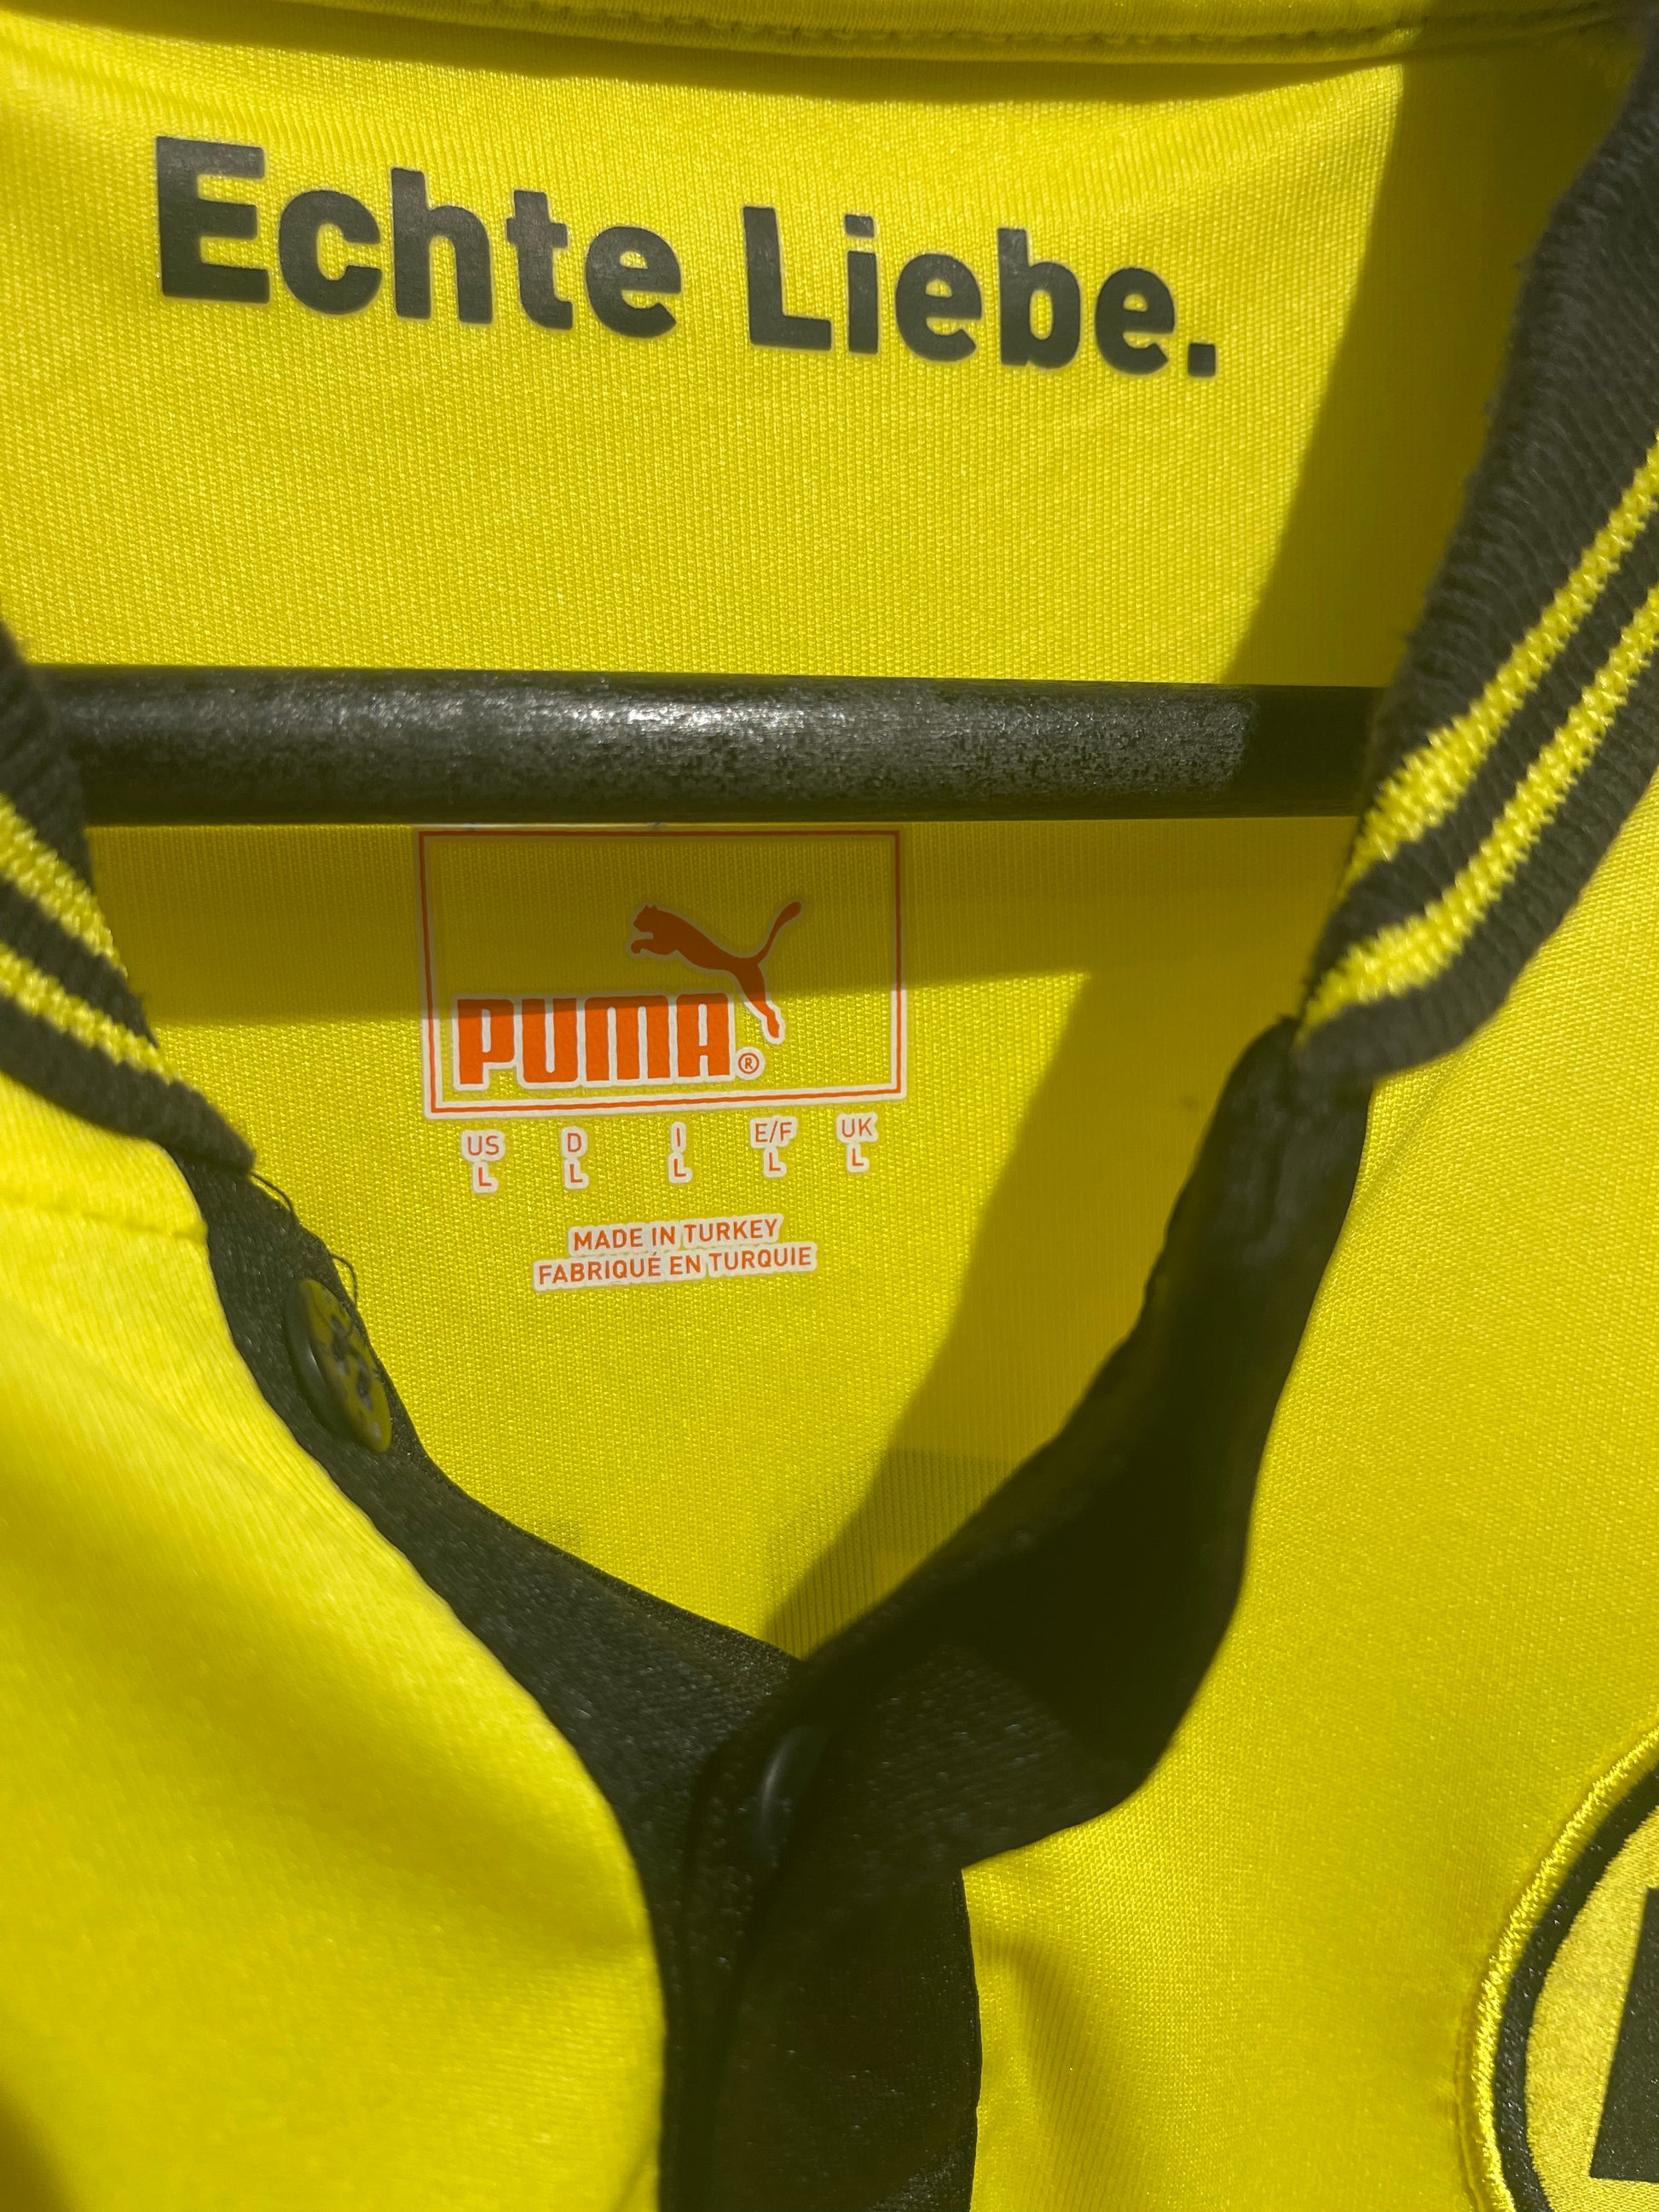 Echte Liebe.
PUMA®
US D I E/F UK
L L L L L
MADE IN TURKEY
FABRIQUÉ EN TURQUIE